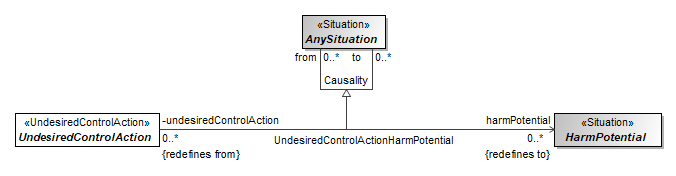 «Situation»
AnySituation
from 0..* to 0..*
Causality
«UndesiredControlAction»
UndesiredControlAction
-undesiredControlAction
0..*
{redefines from}
UndesiredControlActionHarmPotential
harmPotential
0..*
{redefines to}
«Situation»
HarmPotential